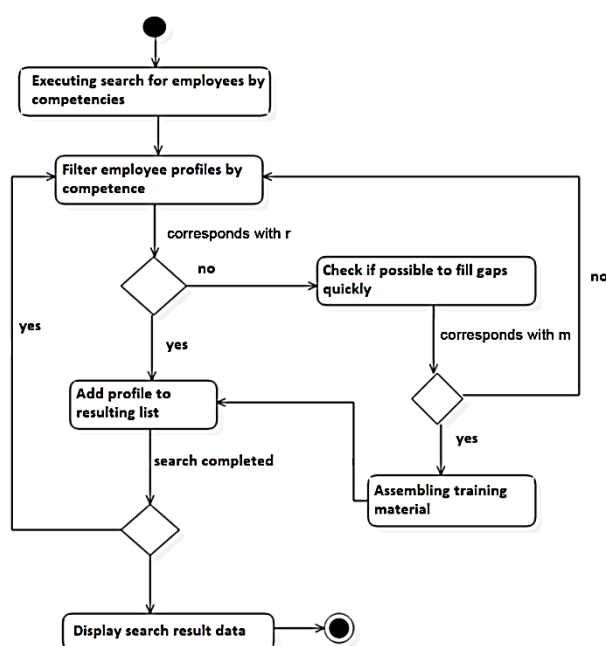 Executing search for employees by
competencies
Filter employee profiles by
competence
corresponds with r
no
Check if possible to fill gaps
quickly
no
yes
yes
corresponds with m
Add profile to
resulting list
yes
search completed
Assembling training
material
Display search result data